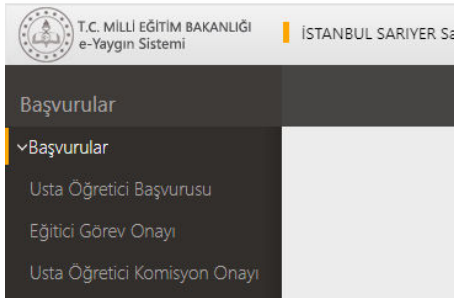 T.C. MİLLİ EĞİTİM BAKANLIĞI
e-Yaygın Sistemi
İSTANBUL SARIYER
Başvurular
Başvurular
Usta Öğretici Başvurusu
Eğitici Görev Onayı
Usta Öğretici Komisyon Onayı